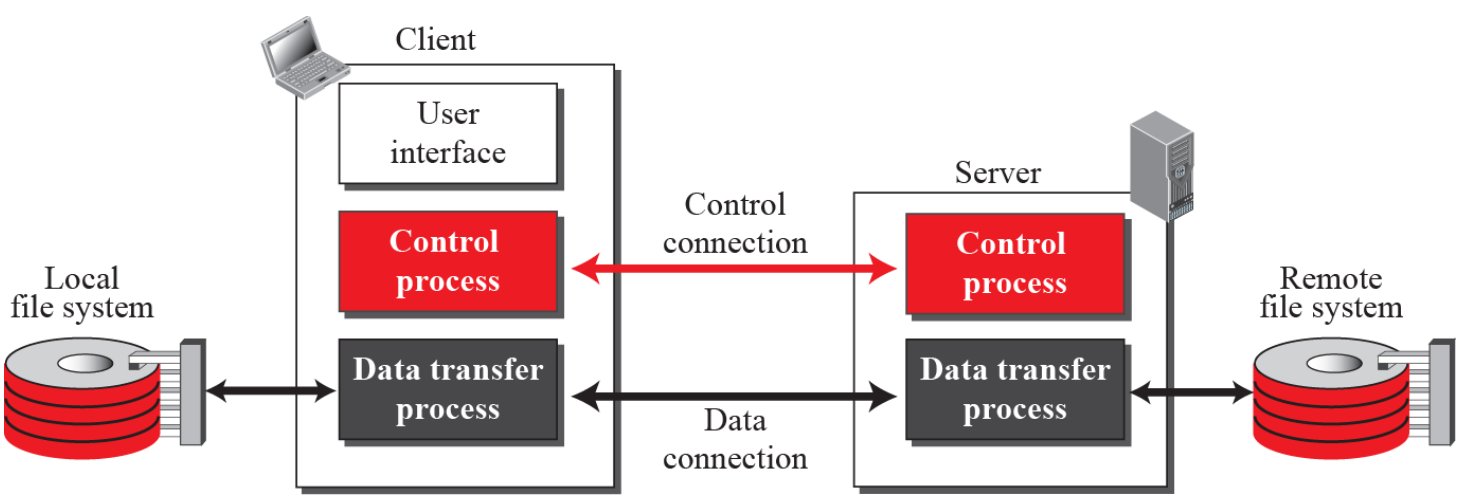 Client
User
interface
Server
Control
connection
Control
process
Control
process
Local
file system
Remote
file system
Data transfer
process
Data transfer
process
Data
connection